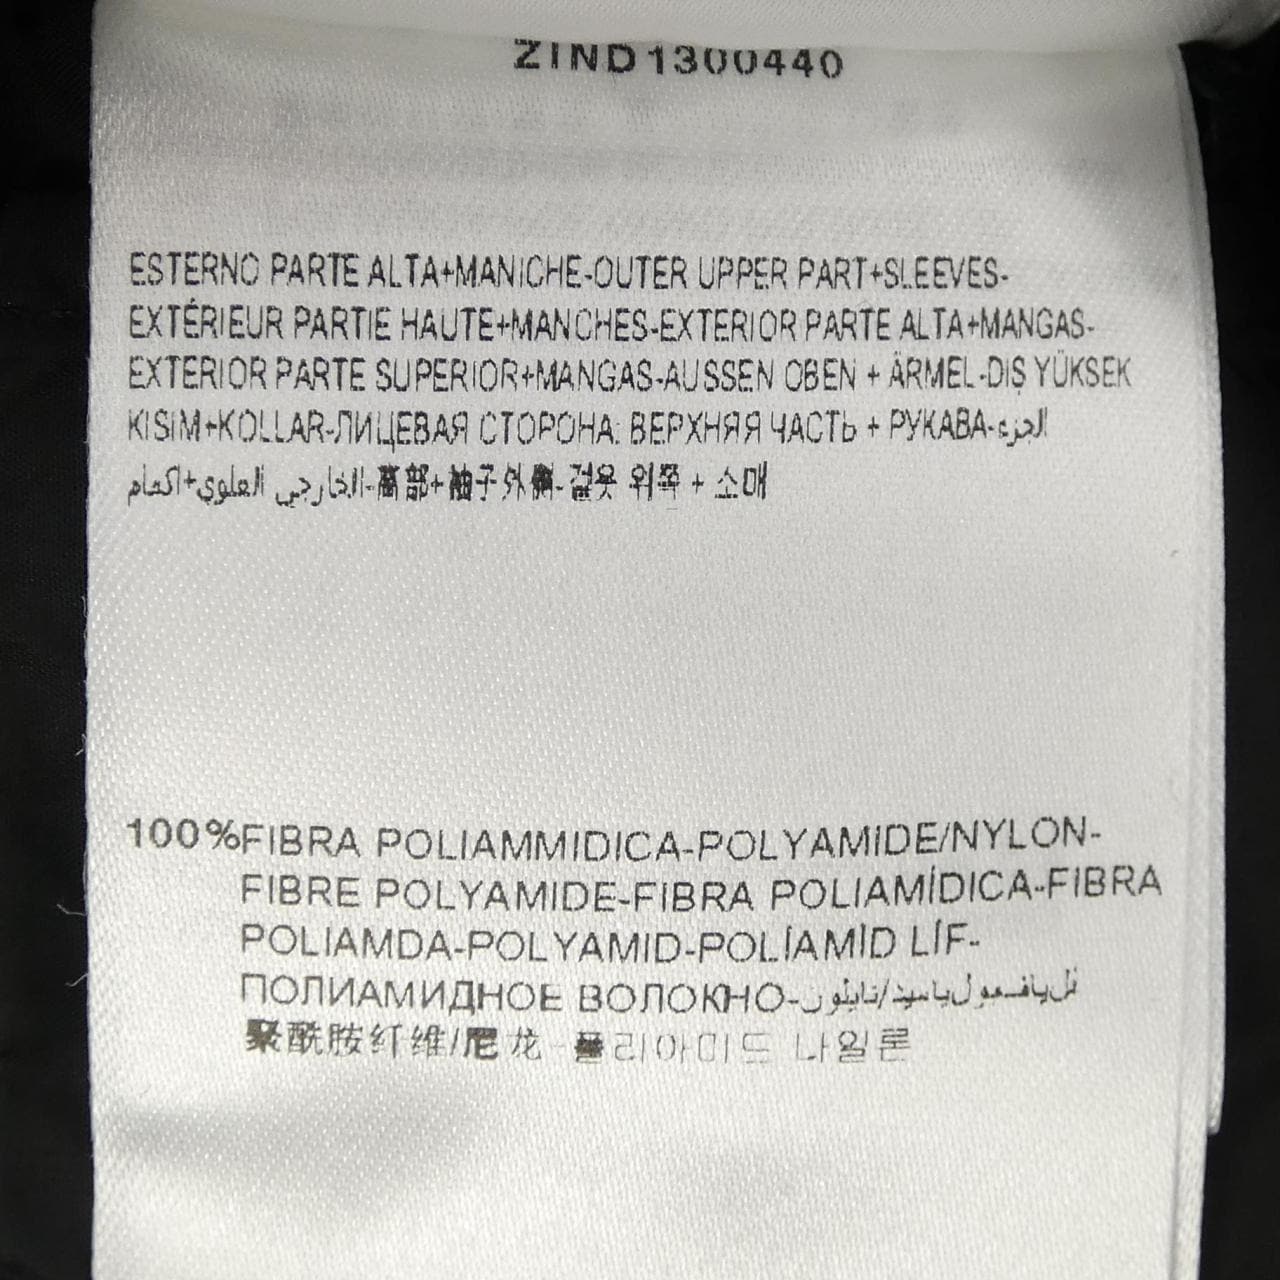 ZIND1300440
ESTERNO PARTE ALTA+MANICHE-OUTER UPPER PART+SLEEVES-
EXTÉRIEUR PARTIE HAUTE+MANCHES-EXTERIOR PARTE ALTA+MANGAS-
EXTERIOR PARTE SUPERIOR+MANGAS-AUSSEN OBEN + ÄRMEL-DIŞ YÜKSEK
KISIM+KOLLAR-ЛИЦЕВАЯ СТОРОНА: ВЕРХНЯЯ ЧАСТЬ + РУКАВА-الجزء
الخارجي العلوي+اكمام-高部+袖子外侧-겉옷 위쪽 + 소매
100%FIBRA POLIAMMIDICA-POLYAMIDE/NYLON-
FIBRE POLYAMIDE-FIBRA POLIAMÍDICA-FIBRA
POLIAMDA-POLYAMID-POLİAMİD LİF-
ПОЛИАМИДНОЕ ВОЛОКНО-نايلون/
聚酰胺纤维/尼龙-폴리아미드 나일론